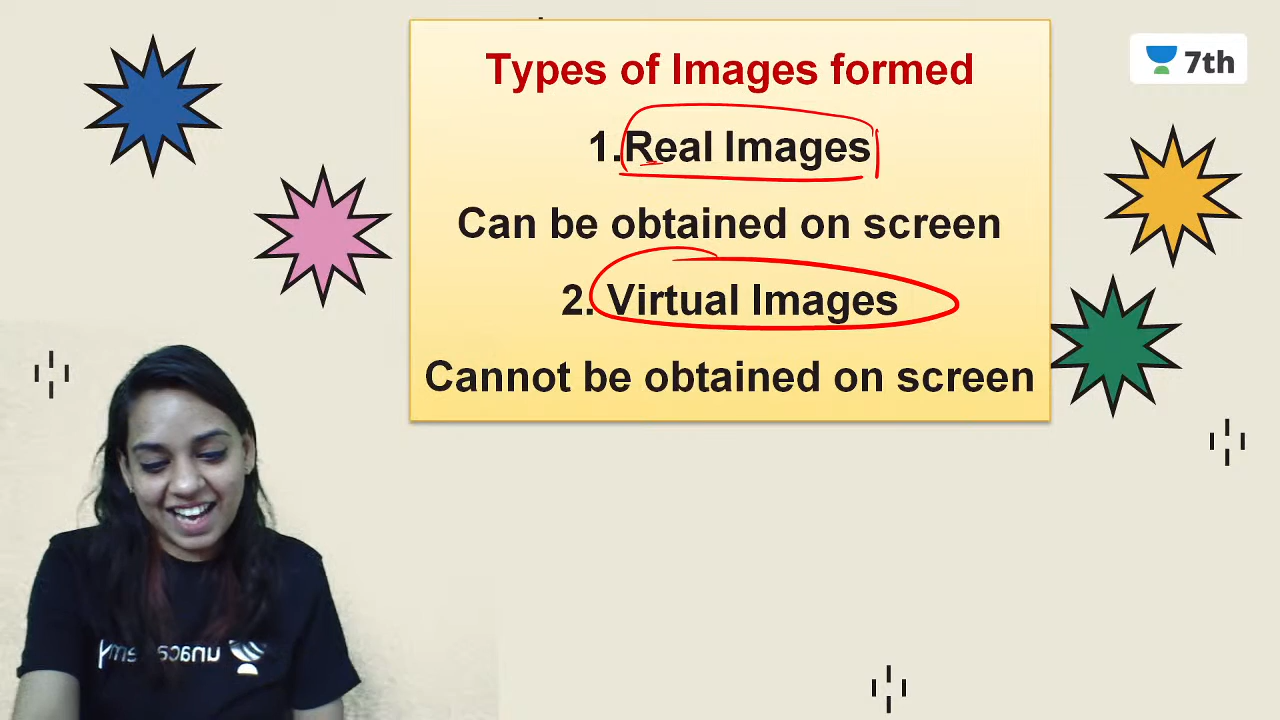 Types of Images formed
7th
1.Real Images
Can be obtained on screen
2. Virtual Images
Cannot be obtained on screen
unacademy